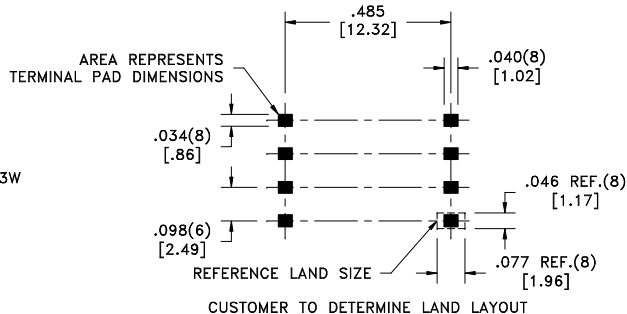 .485
[12.32]
AREA REPRESENTS
TERMINAL PAD DIMENSIONS
.040(8)
[1.02]
.034(8)
[.86]
3W
.046 REF.(8)
[1.17]
.098(6)
[2.49]
REFERENCE LAND SIZE
.077 REF.(8)
[1.96]
CUSTOMER TO DETERMINE LAND LAYOUT